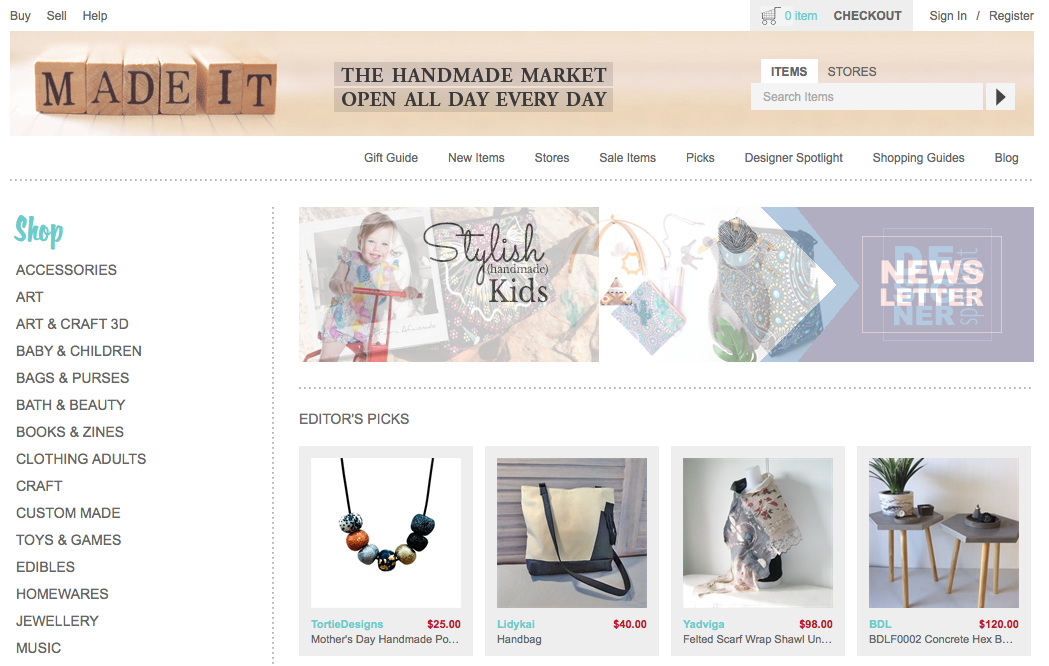 Buy Sell Help
0 item CHECKOUT Sign In / Register
MADE IT
THE HANDMADE MARKET
OPEN ALL DAY EVERY DAY
ITEMS STORES
Search Items
Gift Guide New Items Stores Sale Items Picks Designer Spotlight Shopping Guides Blog
Shop
ACCESSORIES
ART
ART & CRAFT 3D
BABY & CHILDREN
BAGS & PURSES
BATH & BEAUTY
BOOKS & ZINES
CLOTHING ADULTS
CRAFT
CUSTOM MADE
TOYS & GAMES
EDIBLES
HOMEWARES
JEWELLERY
MUSIC
Stylish
(handmade)
Kids
NEWS
LETTER
EDITOR'S PICKS
TortieDesigns $25.00
Mother's Day Handmade Po...
Lidykai $40.00
Handbag
Yadviga $98.00
Felted Scarf Wrap Shawl Un...
BDL $120.00
BDLF0002 Concrete Hex B...